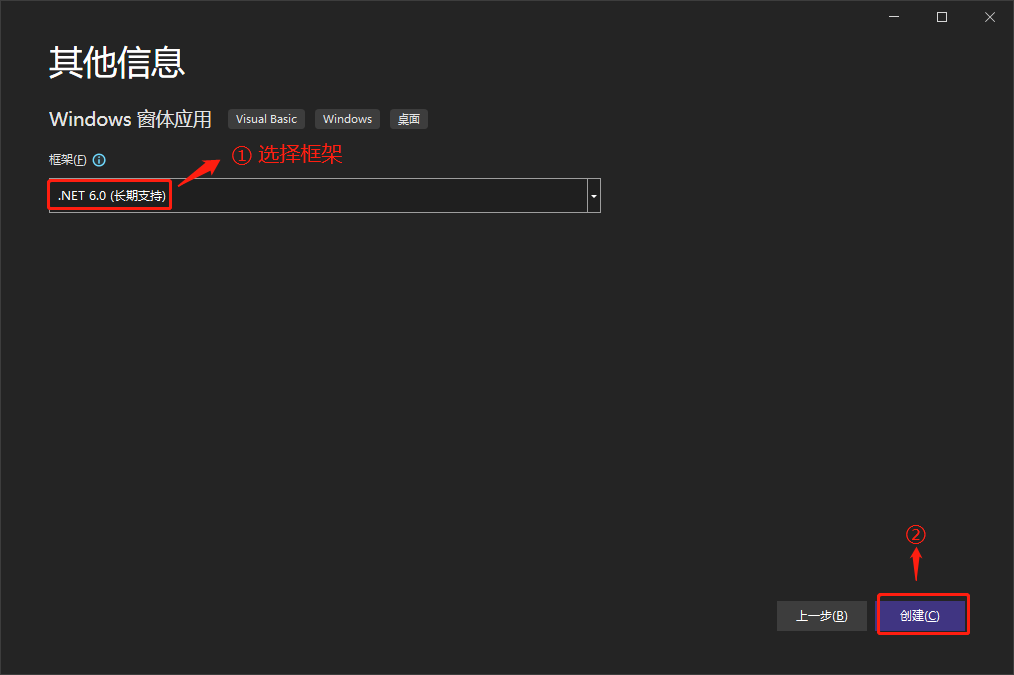 其他信息
Windows 窗体应用 Visual Basic Windows 桌面
框架(F)
① 选择框架
.NET 6.0 (长期支持)
②
上一步(B) 创建(C)